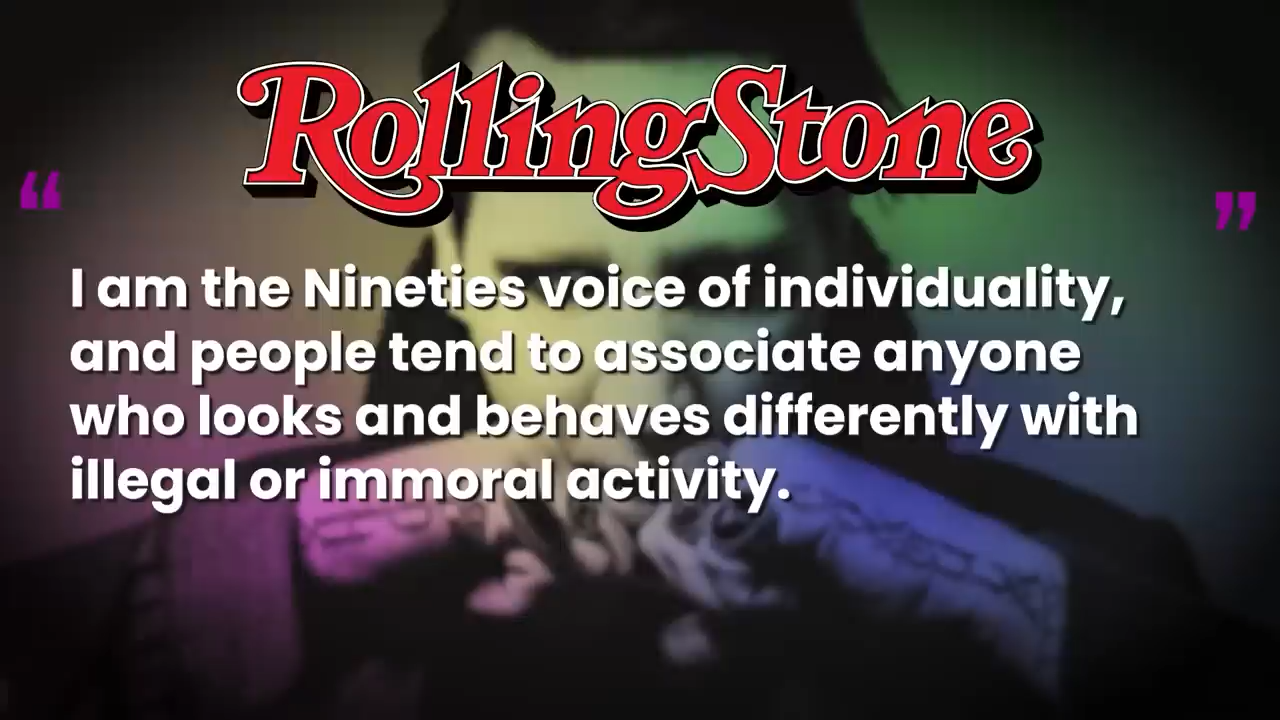 RollingStone
“ ”
I am the Nineties voice of individuality,
and people tend to associate anyone
who looks and behaves differently with
illegal or immoral activity.